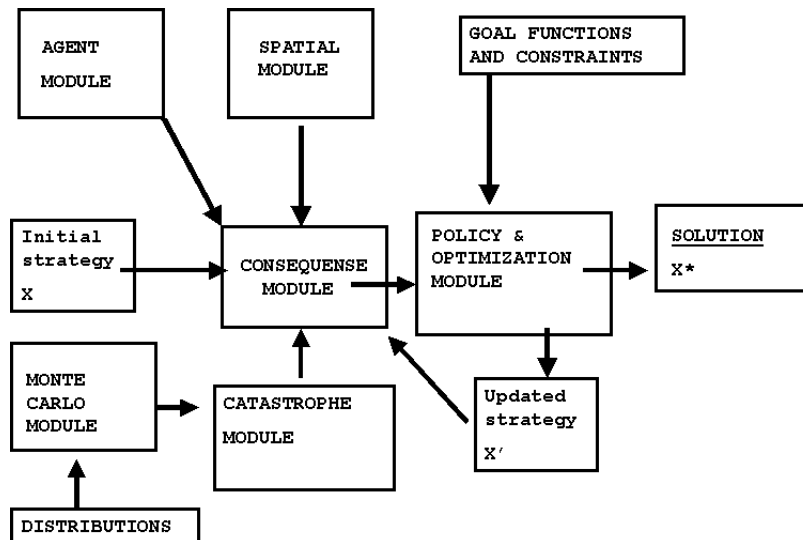 AGENT
MODULE
SPATIAL
MODULE
GOAL FUNCTIONS
AND CONSTRAINTS
Initial
strategy
X
CONSEQUENSE
MODULE
POLICY &
OPTIMIZATION
MODULE
SOLUTION
X*
MONTE
CARLO
MODULE
CATASTROPHE
MODULE
Updated
strategy
X'
DISTRIBUTIONS